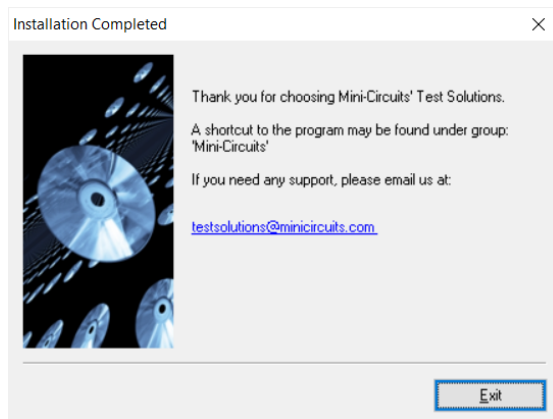 Installation Completed
Thank you for choosing Mini-Circuits' Test Solutions.
A shortcut to the program may be found under group:
'Mini-Circuits'
If you need any support, please email us at:
testsolutions@minicircuits.com
Exit